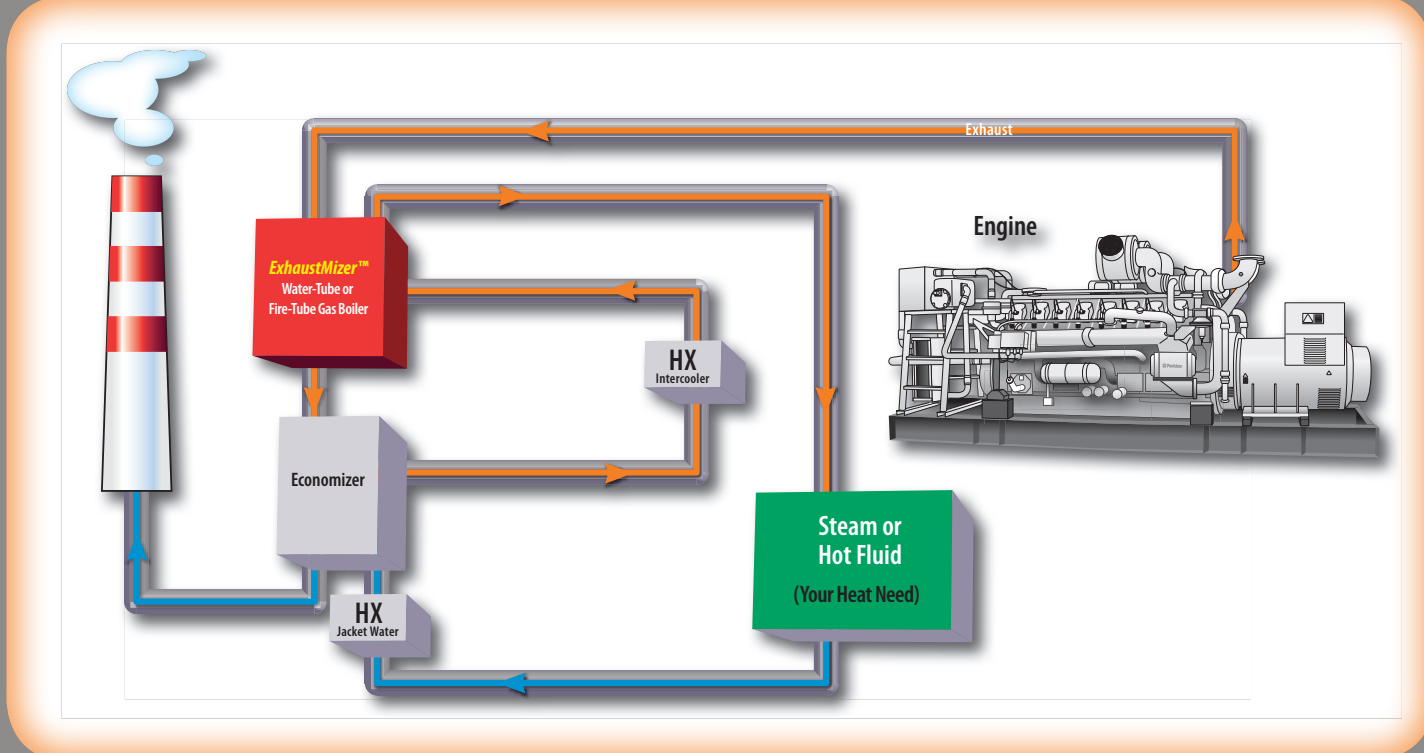 Exhaust
Engine
ExhaustMizer™
Water-Tube or
Fire-Tube Gas Boiler
HX
Intercooler
Economizer
Steam or
Hot Fluid
(Your Heat Need)
HX
Jacket Water